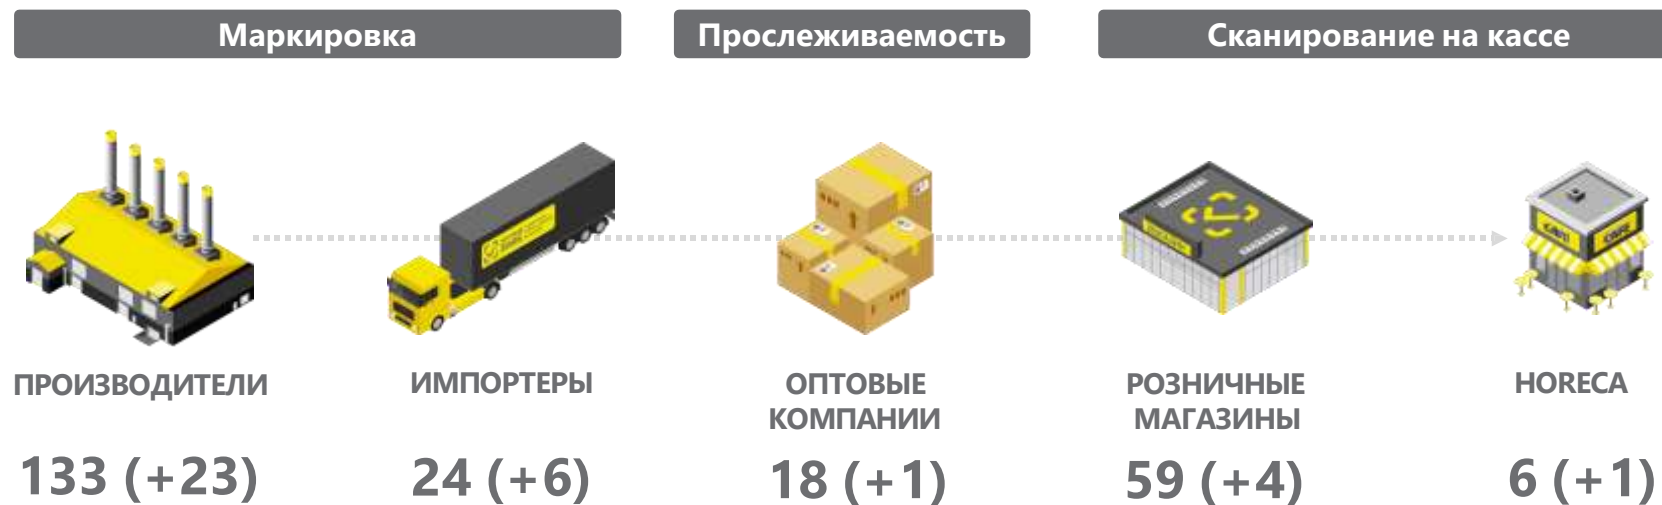 Маркировка
Прослеживаемость
Сканирование на кассе
CAFE
ПРОИЗВОДИТЕЛИ
ИМПОРТЕРЫ
ОПТОВЫЕ
КОМПАНИИ
РОЗНИЧНЫЕ
МАГАЗИНЫ
HORECA
133 (+23)
24 (+6)
18 (+1)
59 (+4)
6 (+1)